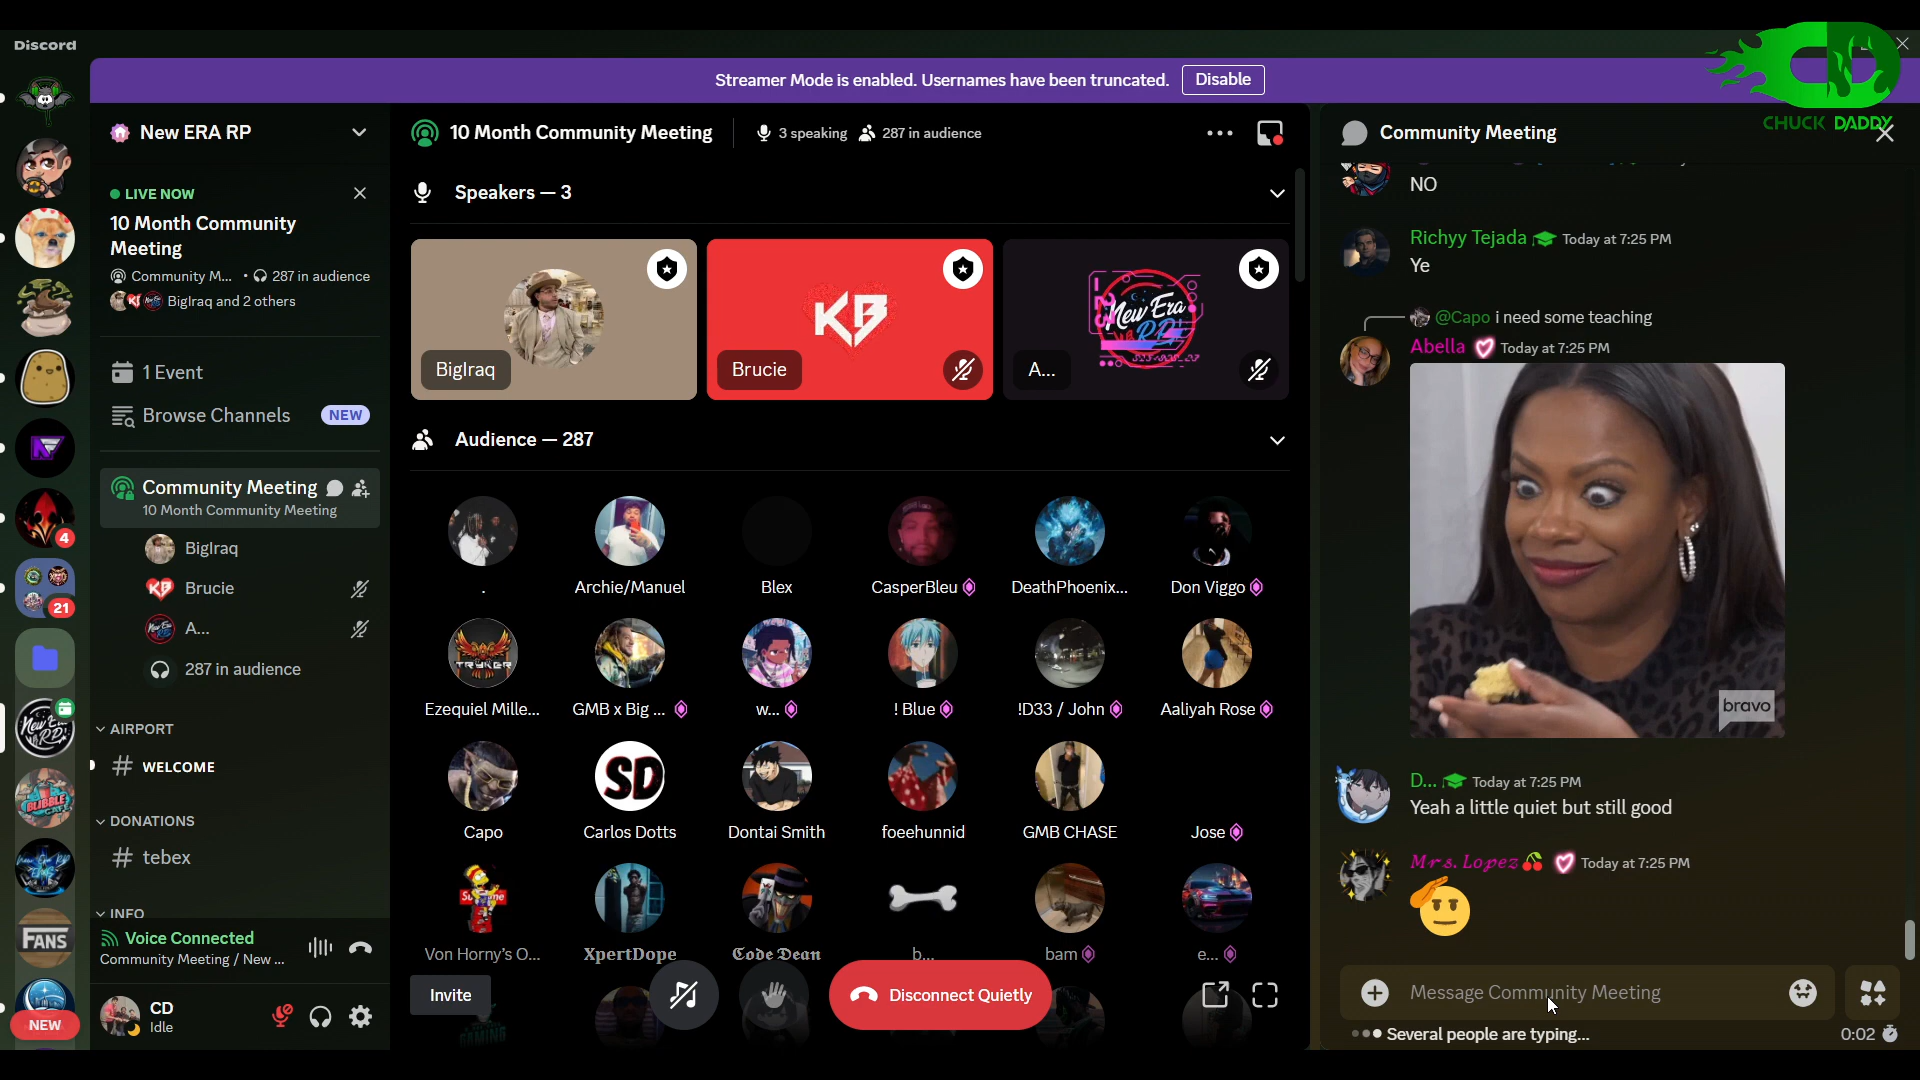 Discord
Streamer Mode is enabled. Usernames have been truncated.
Disable
CHUCK DADDY
New ERA RP
LIVE NOW
10 Month Community
Meeting
Community M... • 287 in audience
BigIraq and 2 others
1 Event
Browse Channels
NEW
Community Meeting
10 Month Community Meeting
BigIraq
Brucie
A...
287 in audience
AIRPORT
WELCOME
DONATIONS
tebex
INFO
Voice Connected
Community Meeting / New ...
CD
Idle
4
21
FANS
NEW
10 Month Community Meeting
3 speaking
287 in audience
Speakers — 3
BigIraq
KB
Brucie
New Era
RP!
A...
Audience — 287
.
Archie/Manuel
Blex
CasperBleu
DeathPhoenix...
Don Viggo
TRYKER
Ezequiel Mille...
GMB x Big ...
w...
! Blue
!D33 / John
Aaliyah Rose
SD
Capo
Carlos Dotts
Dontai Smith
foeehunnid
GMB CHASE
Jose
Von Horny's O...
XpertDope
Code Dean
b...
bam
e...
Invite
Disconnect Quietly
Community Meeting
NO
Richyy Tejada Today at 7:25 PM
Ye
@Capo i need some teaching
Abella Today at 7:25 PM
bravo
D... Today at 7:25 PM
Yeah a little quiet but still good
Mrs. Lopez Today at 7:25 PM
Message Community Meeting
Several people are typing...
0:02